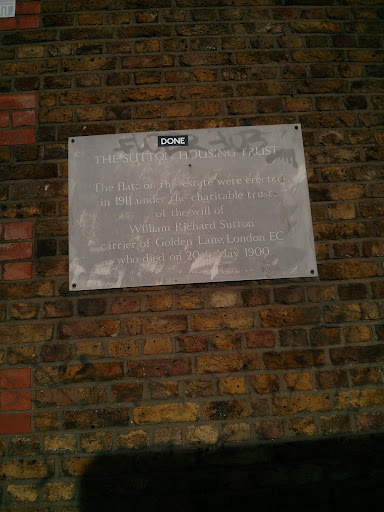 DONE
THE SUTTON HOUSING TRUST
The flats on this estate were erected
in 1911 under the charitable trusts
of the will of
William Richard Sutton
carrier of Golden Lane, London EC
who died on 20th May 1900